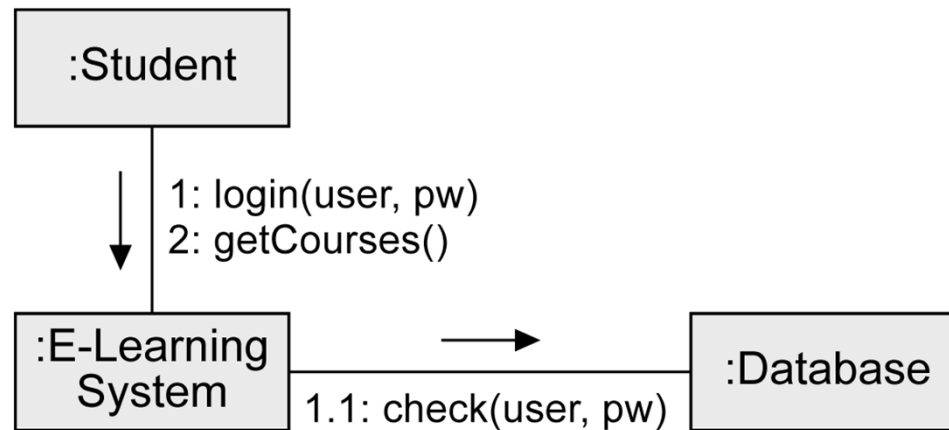 :Student
1: login(user, pw)
2: getCourses()
:E-Learning
System
:Database
1.1: check(user, pw)